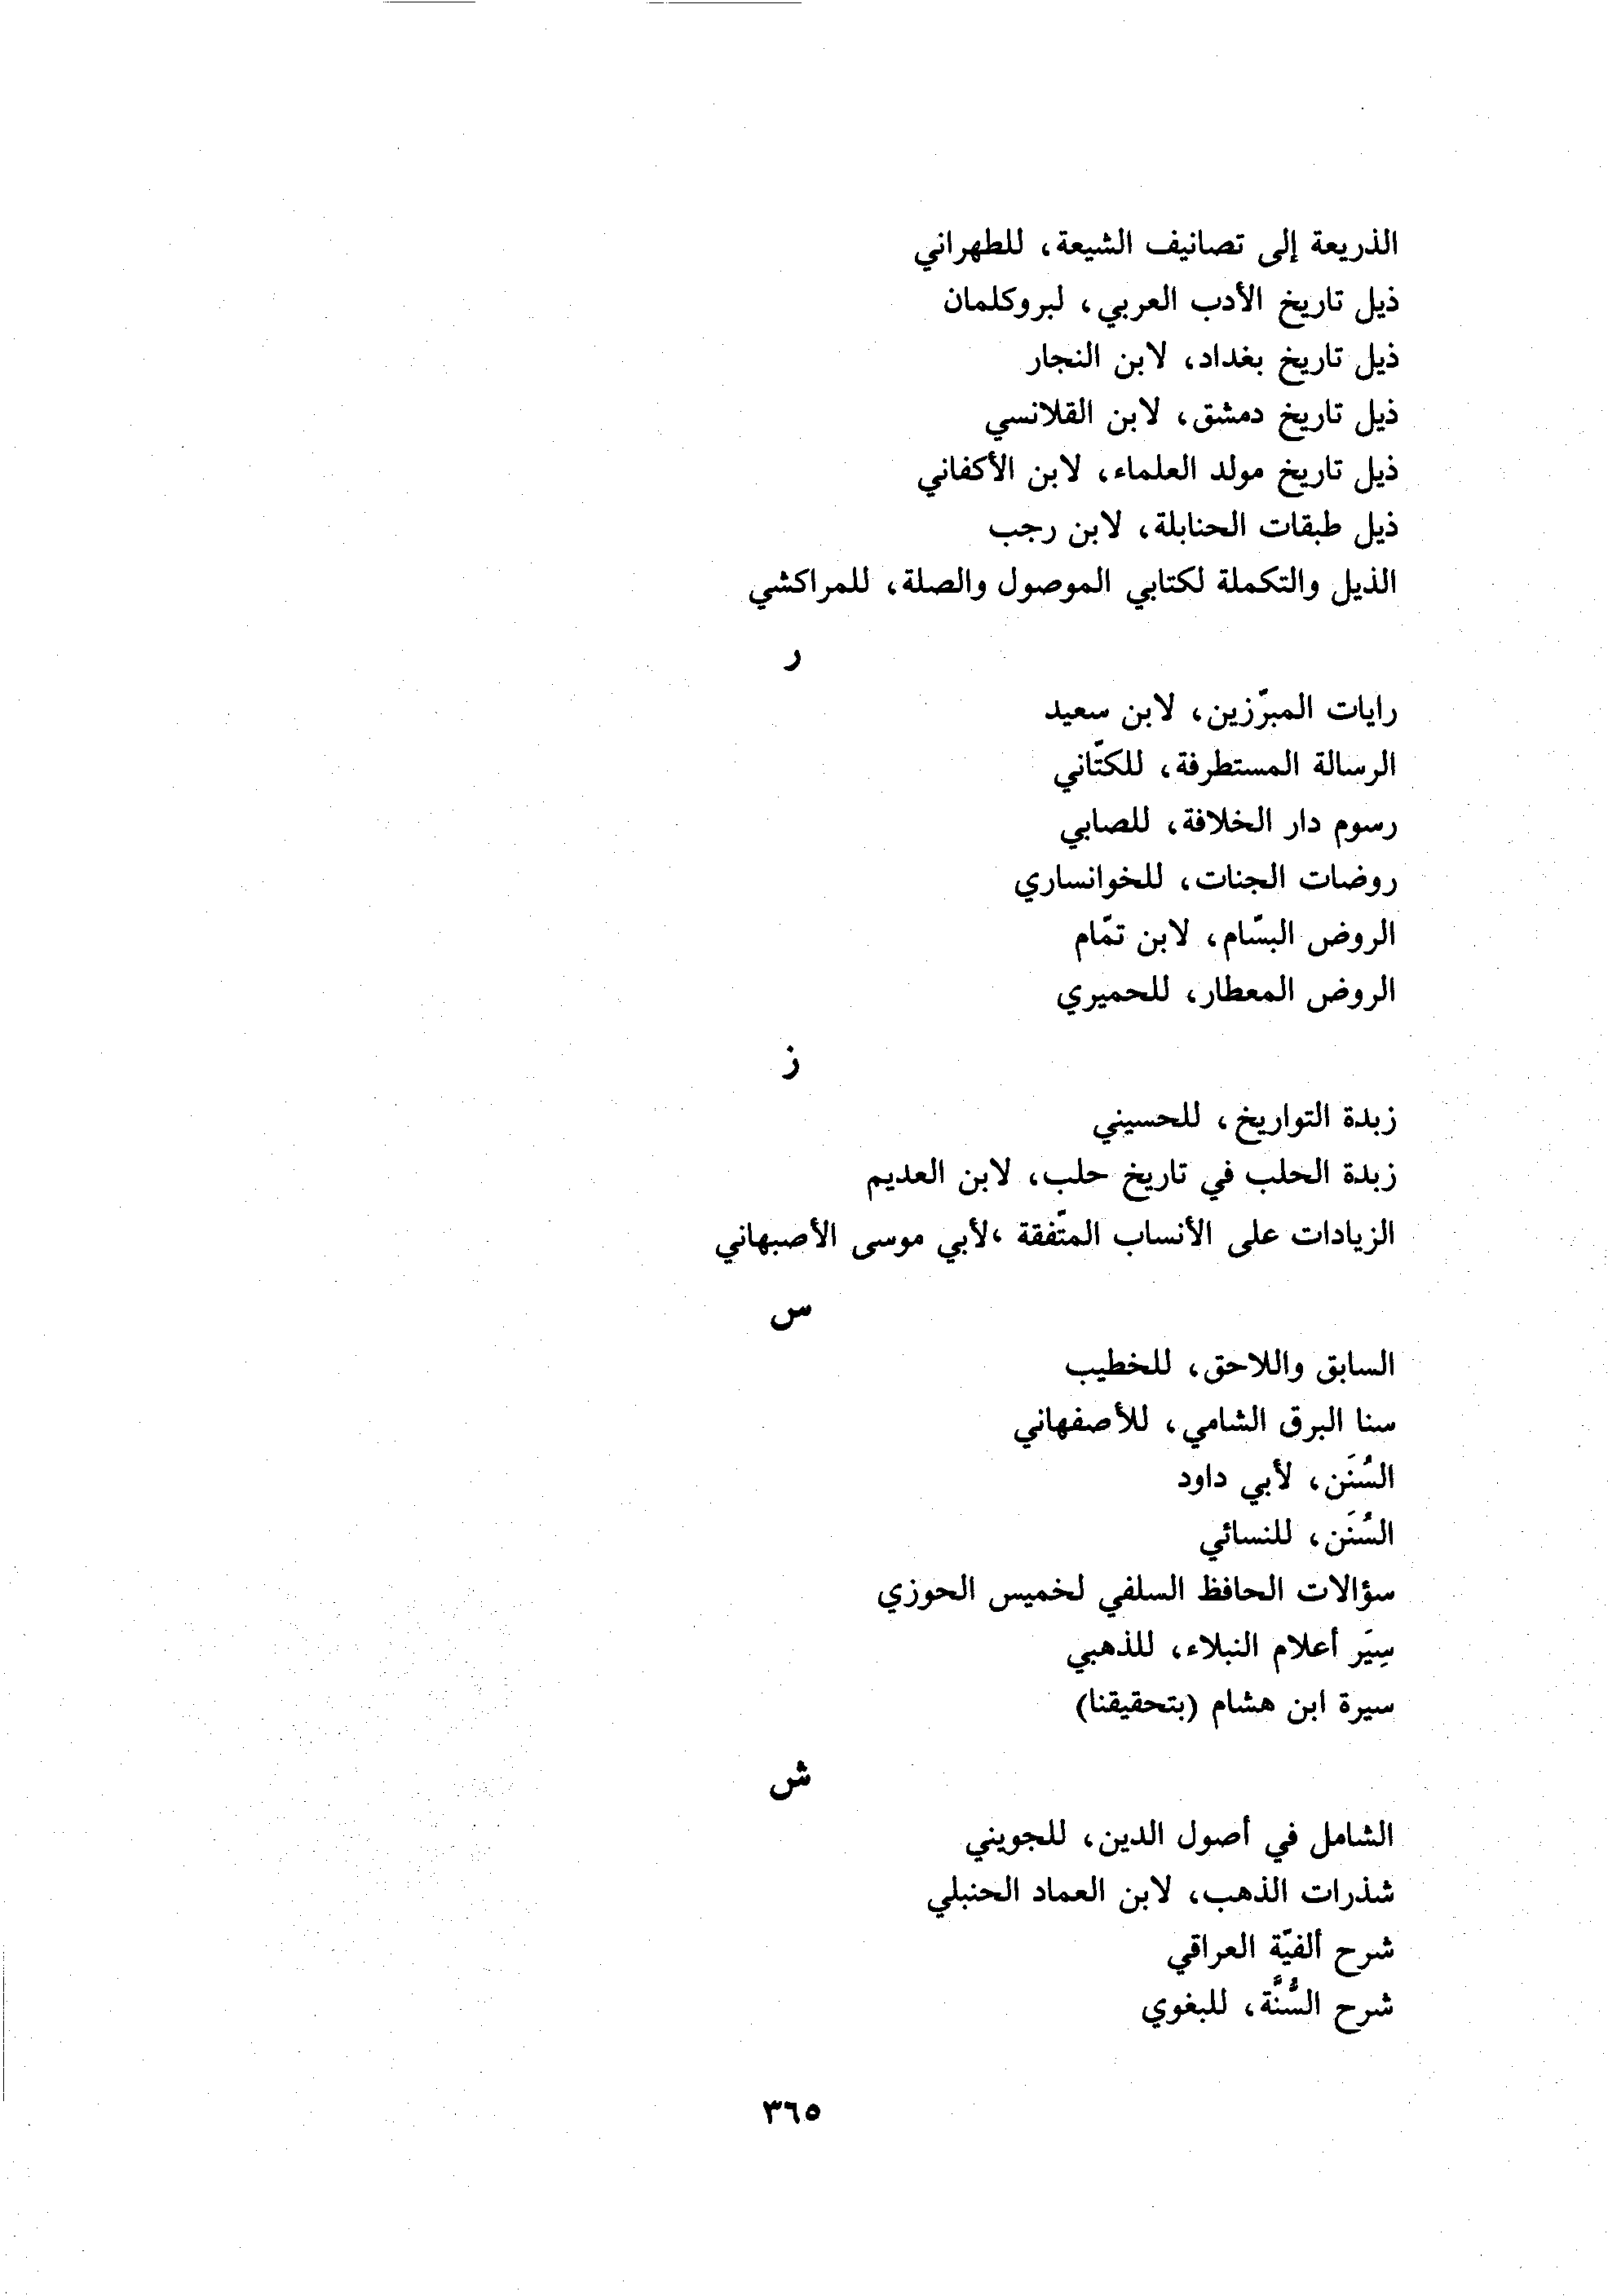 الذريعة إلى تصانيف الشيعة، للطهراني
ذيل تاريخ الأدب العربي، لبروكلمان
ذيل تاريخ بغداد، لابن النجار
ذيل تاريخ دمشق، لابن القلانسي
ذيل تاريخ مولد العلماء، لابن الأكفاني
ذيل طبقات الحنابلة، لابن رجب
الذيل والتكملة لكتابي الموصول والصلة، للمراكشي
ر
رايات المبرّزين، لابن سعيد
الرسالة المستطرفة، للكتّاني
رسوم دار الخلافة، للصابي
روضات الجنات، للخوانساري
الروض البسّام، لابن تمّام
الروض المعطار، للحميري
ز
زبدة التواريخ، للحسيني
زبدة الحلب في تاريخ حلب، لابن العديم
الزيادات على الأنساب المتّفقة ،لأبي موسى الأصبهاني
س
السابق واللاحق، للخطيب
سنا البرق الشامي، للأصفهاني
السُنَن، لأبي داود
السُنَن، للنسائي
سؤالات الحافظ السلفي لخميس الحوزي
سِيَر أعلام النبلاء، للذهبي
سيرة ابن هشام (بتحقيقنا)
ش
الشامل في أصول الدين، للجويني
شذرات الذهب، لابن العماد الحنبلي
شرح ألفيّة العراقي
شرح السُّنَّة، للبغوي
٣٦٥